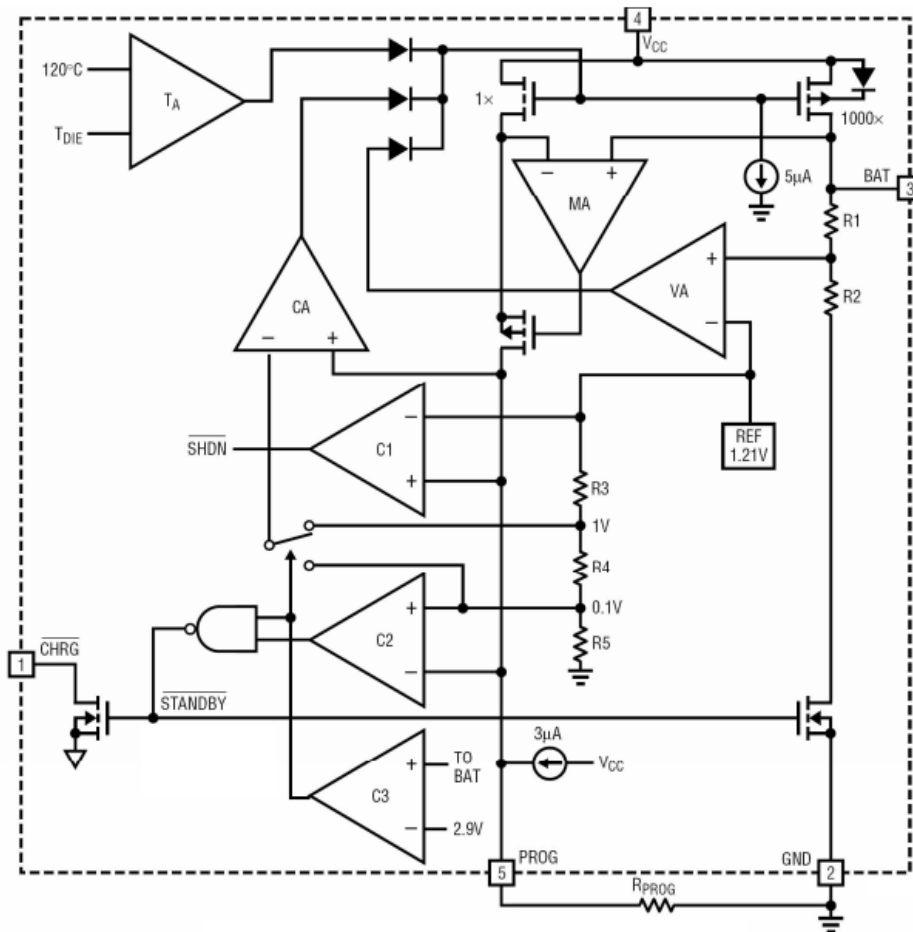 4
VCC
120°C
TA
TDIE
1×
1000×
5µA
BAT
3
− +
MA
R1
+
VA
−
R2
CA
− +
REF
1.21V
−
SHDN
C1
+
R3
1V
R4
0.1V
+
C2
−
R5
CHRG
1
STANDBY
3µA
VCC
+
TO
BAT
C3
−
2.9V
PROG
5
GND
2
RPROG